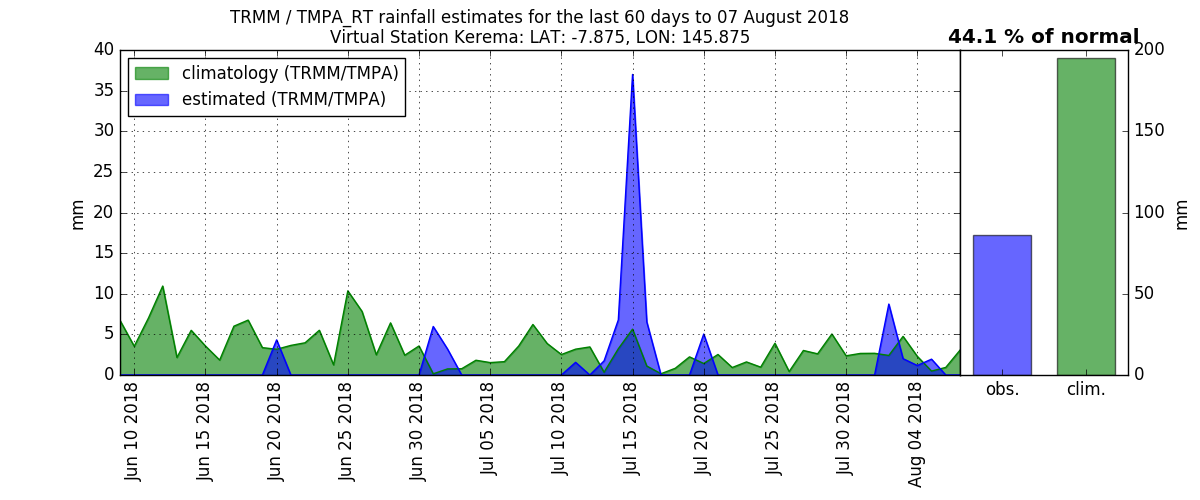 TRMM / TMPA_RT rainfall estimates for the last 60 days to 07 August 2018
Virtual Station Kerema: LAT: -7.875, LON: 145.875
44.1 % of normal
climatology (TRMM/TMPA)
estimated (TRMM/TMPA)
40
35
30
25
20
15
10
5
0
mm
Jun 10 2018
Jun 15 2018
Jun 20 2018
Jun 25 2018
Jun 30 2018
Jul 05 2018
Jul 10 2018
Jul 15 2018
Jul 20 2018
Jul 25 2018
Jul 30 2018
Aug 04 2018
obs.
clim.
200
150
100
50
0
mm